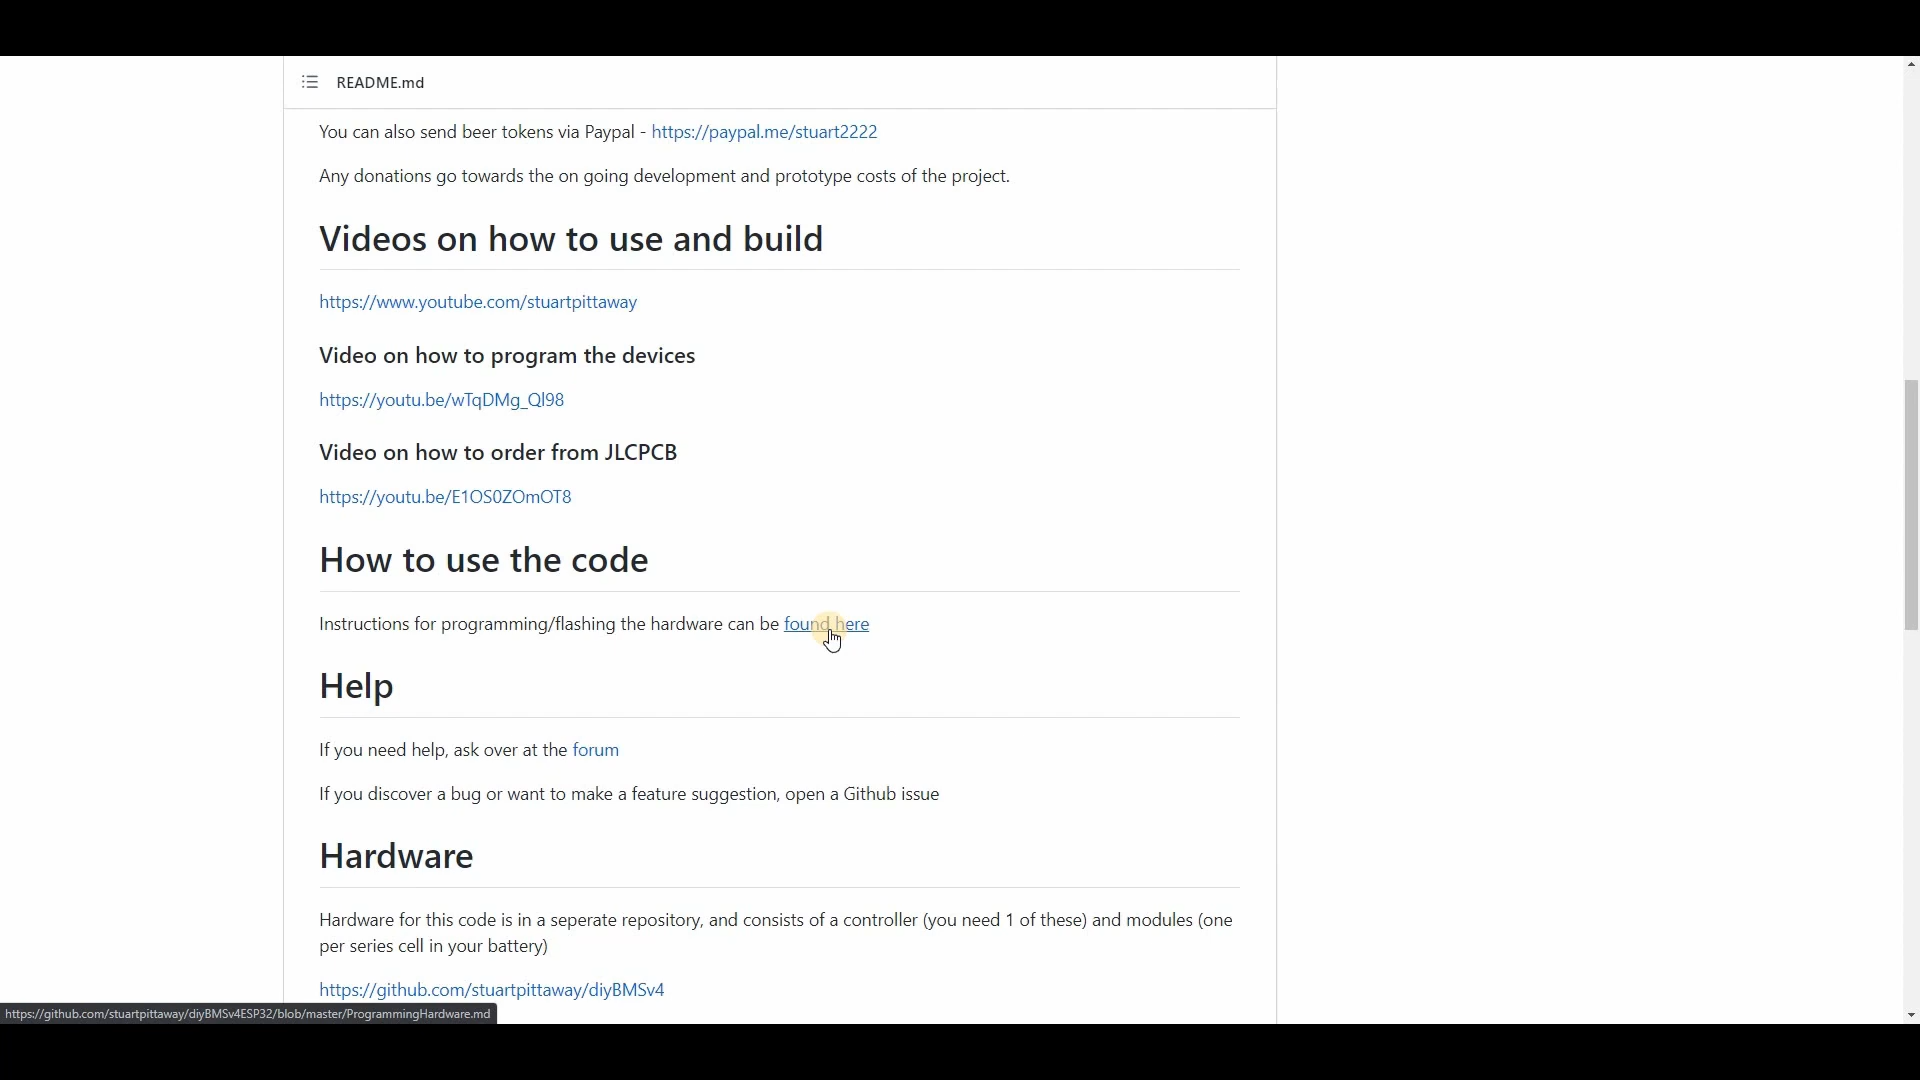 README.md
You can also send beer tokens via Paypal - https://paypal.me/stuart2222
Any donations go towards the on going development and prototype costs of the project.
Videos on how to use and build
https://www.youtube.com/stuartpittaway
Video on how to program the devices
https://youtu.be/wTqDMg_Ql98
Video on how to order from JLCPCB
https://youtu.be/E1OS0ZOmOT8
How to use the code
Instructions for programming/flashing the hardware can be found here
Help
If you need help, ask over at the forum
If you discover a bug or want to make a feature suggestion, open a Github issue
Hardware
Hardware for this code is in a seperate repository, and consists of a controller (you need 1 of these) and modules (one
per series cell in your battery)
https://github.com/stuartpittaway/diyBMSv4
https://github.com/stuartpittaway/diyBMSv4ESP32/blob/master/ProgrammingHardware.md